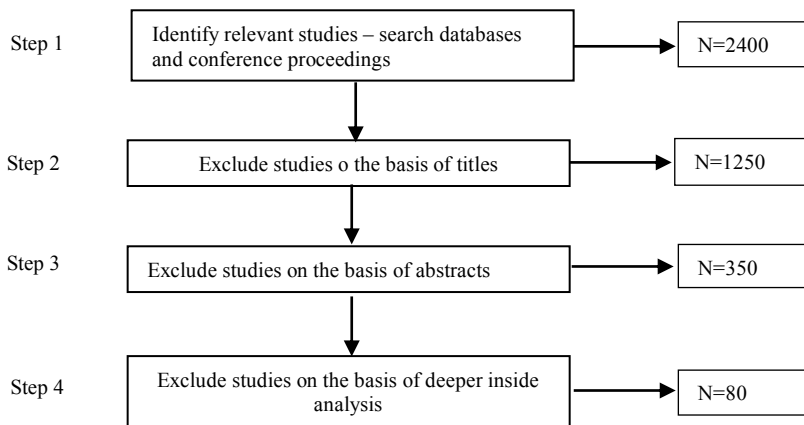 Step 1
Identify relevant studies – search databases
and conference proceedings
N=2400
Step 2
Exclude studies o the basis of titles
N=1250
Step 3
Exclude studies on the basis of abstracts
N=350
Step 4
Exclude studies on the basis of deeper inside
analysis
N=80